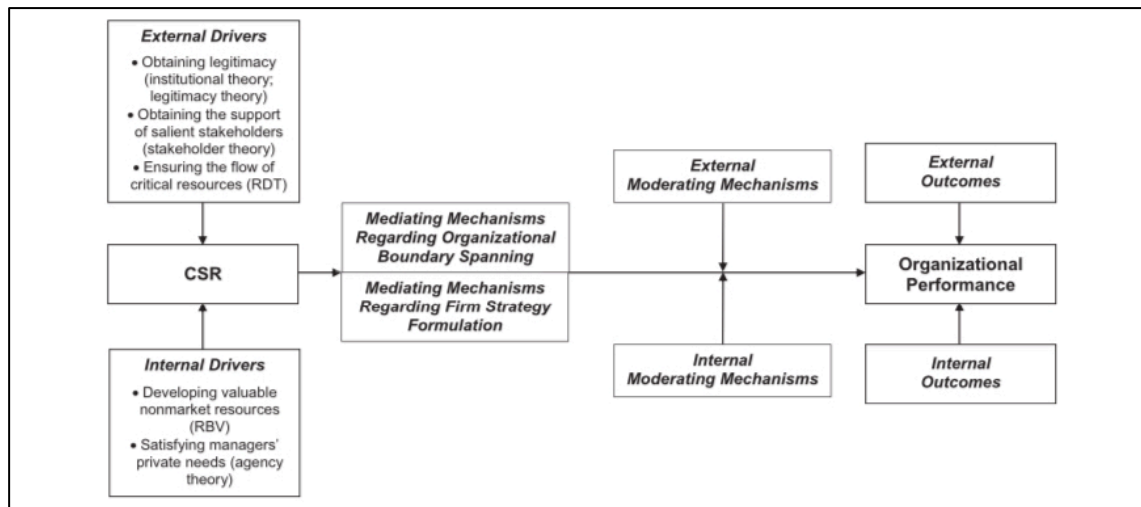 External Drivers
• Obtaining legitimacy
(institutional theory;
legitimacy theory)
• Obtaining the support
of salient stakeholders
(stakeholder theory)
• Ensuring the flow of
critical resources (RDT)
CSR
Internal Drivers
• Developing valuable
nonmarket resources
(RBV)
• Satisfying managers'
private needs (agency
theory)
Mediating Mechanisms
Regarding Organizational
Boundary Spanning
Mediating Mechanisms
Regarding Firm Strategy
Formulation
External
Moderating Mechanisms
Internal
Moderating Mechanisms
External
Outcomes
Organizational
Performance
Internal
Outcomes